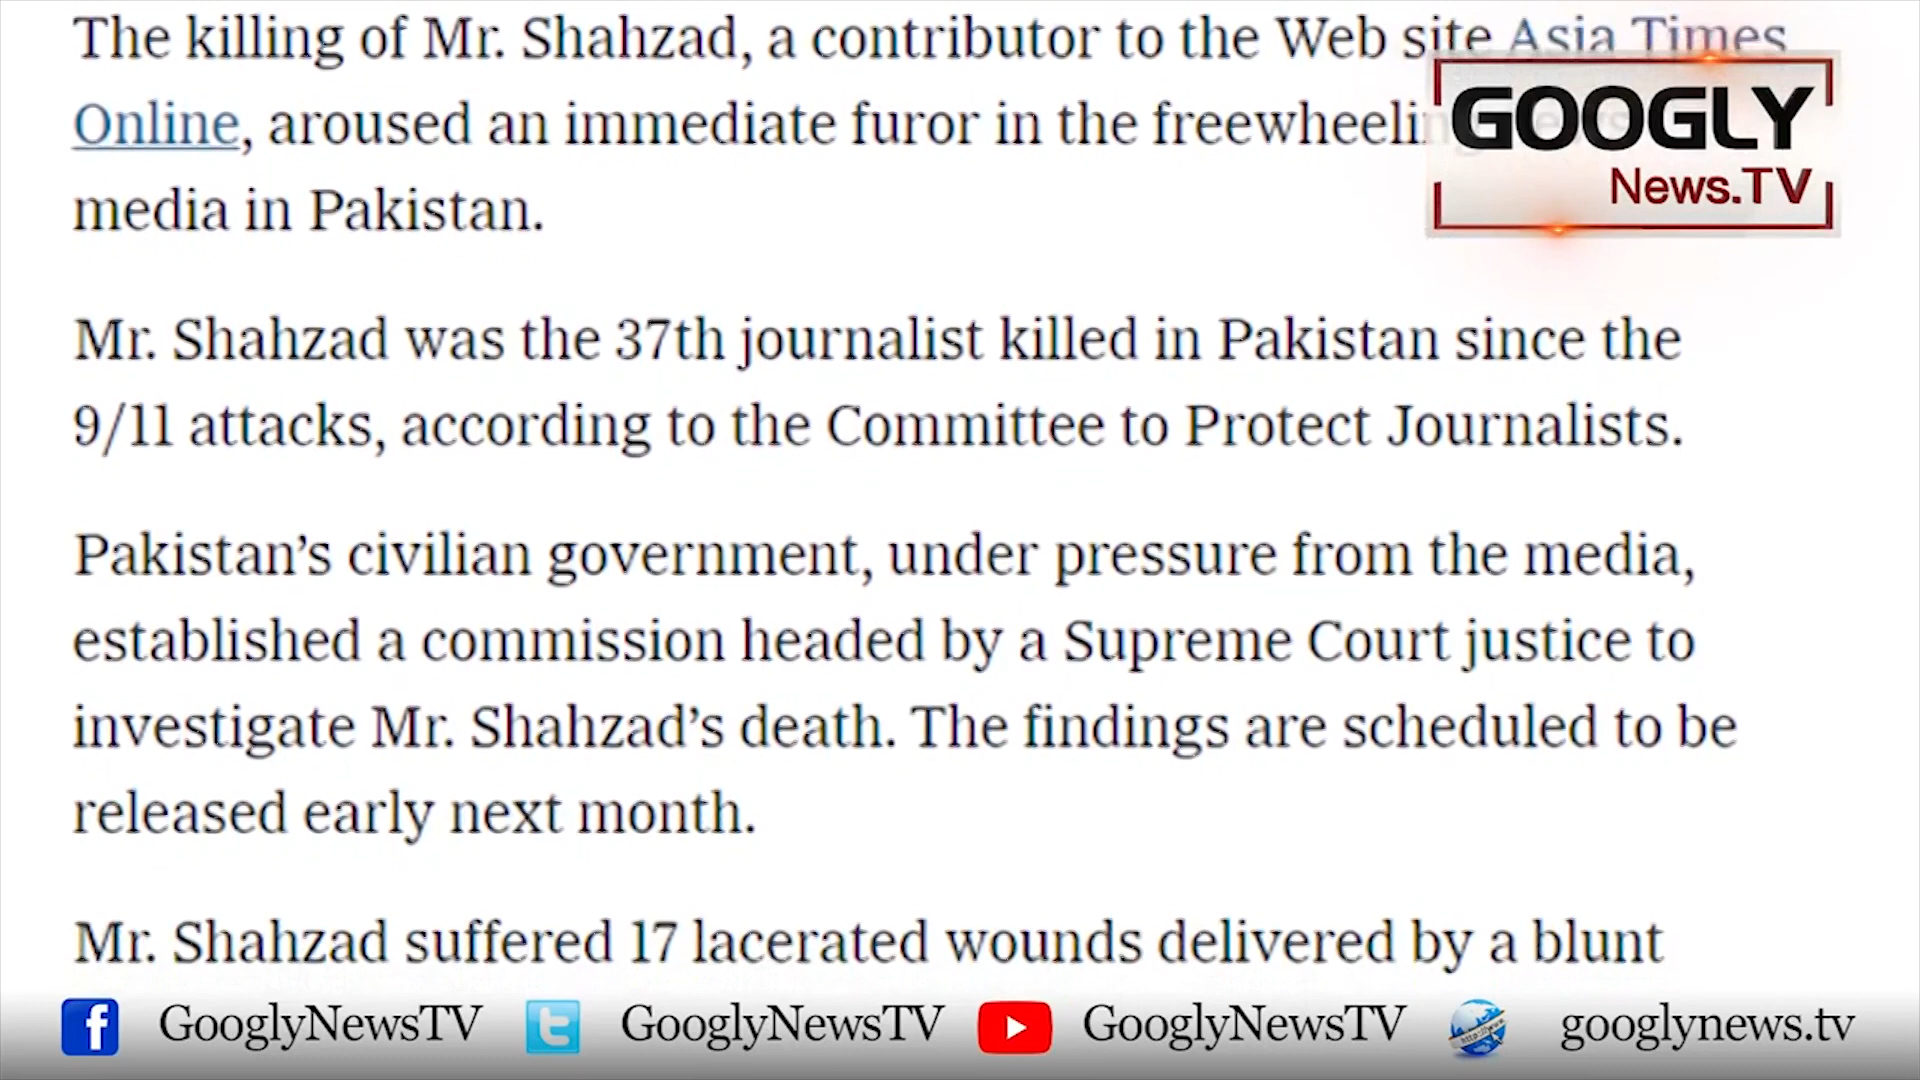 The killing of Mr. Shahzad, a contributor to the Web site Asia Times
Online, aroused an immediate furor in the freewheeling
media in Pakistan.
GOOGLY
News.TV
Mr. Shahzad was the 37th journalist killed in Pakistan since the
9/11 attacks, according to the Committee to Protect Journalists.
Pakistan’s civilian government, under pressure from the media,
established a commission headed by a Supreme Court justice to
investigate Mr. Shahzad’s death. The findings are scheduled to be
released early next month.
Mr. Shahzad suffered 17 lacerated wounds delivered by a blunt
GooglyNewsTV GooglyNewsTV GooglyNewsTV googlynews.tv